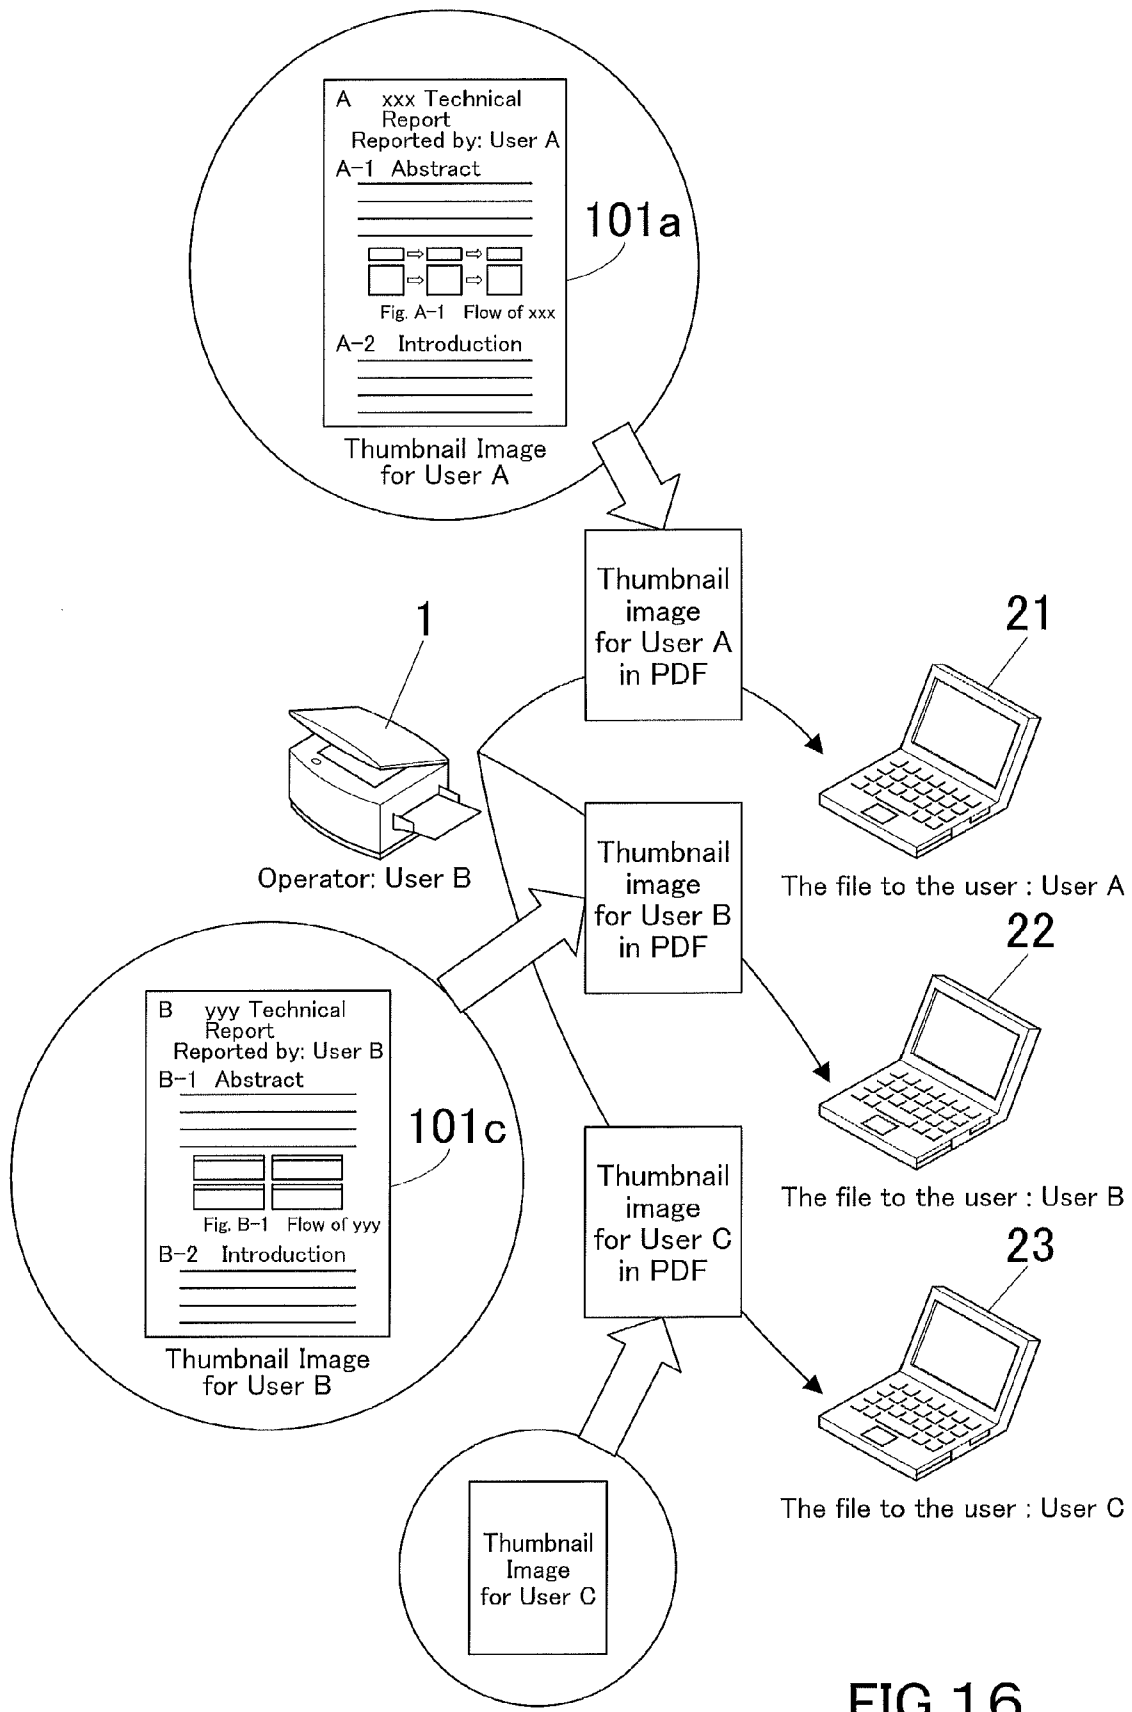 A xxx Technical
Report
Reported by: User A
A-1 Abstract
101a
Fig. A-1 Flow of xxx
A-2 Introduction
Thumbnail Image
for User A
Thumbnail
image
for User A
in PDF
1
21
Operator: User B
The file to the user : User A
Thumbnail
image
for User B
in PDF
22
B yyy Technical
Report
Reported by: User B
B-1 Abstract
101c
Fig. B-1 Flow of yyy
B-2 Introduction
Thumbnail Image
for User B
The file to the user : User B
Thumbnail
image
for User C
in PDF
23
The file to the user : User C
Thumbnail
Image
for User C
FIG.16